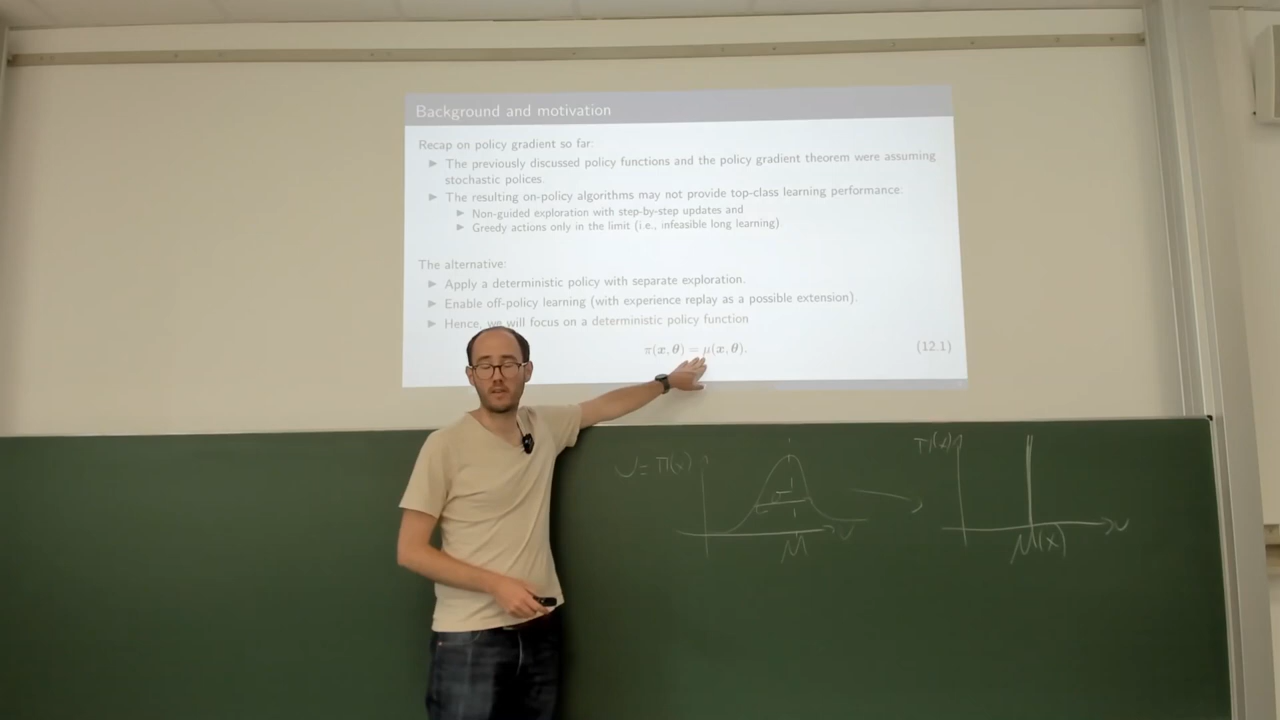 Background and motivation
Recap on policy gradient so far:
► The previously discussed policy functions and the policy gradient theorem were assuming
stochastic polices.
► The resulting on-policy algorithms may not provide top-class learning performance:
► Non-guided exploration with step-by-step updates and
► Greedy actions only in the limit (i.e., infeasible long learning).
The alternative:
► Apply a deterministic policy with separate exploration.
► Enable off-policy learning (with experience replay as a possible extension).
► Hence, we will focus on a deterministic policy function
π(x, θ) = μ(x, θ). (12.1)
U = π(x)
σ
μ
U
π(x)
μ(x)
U